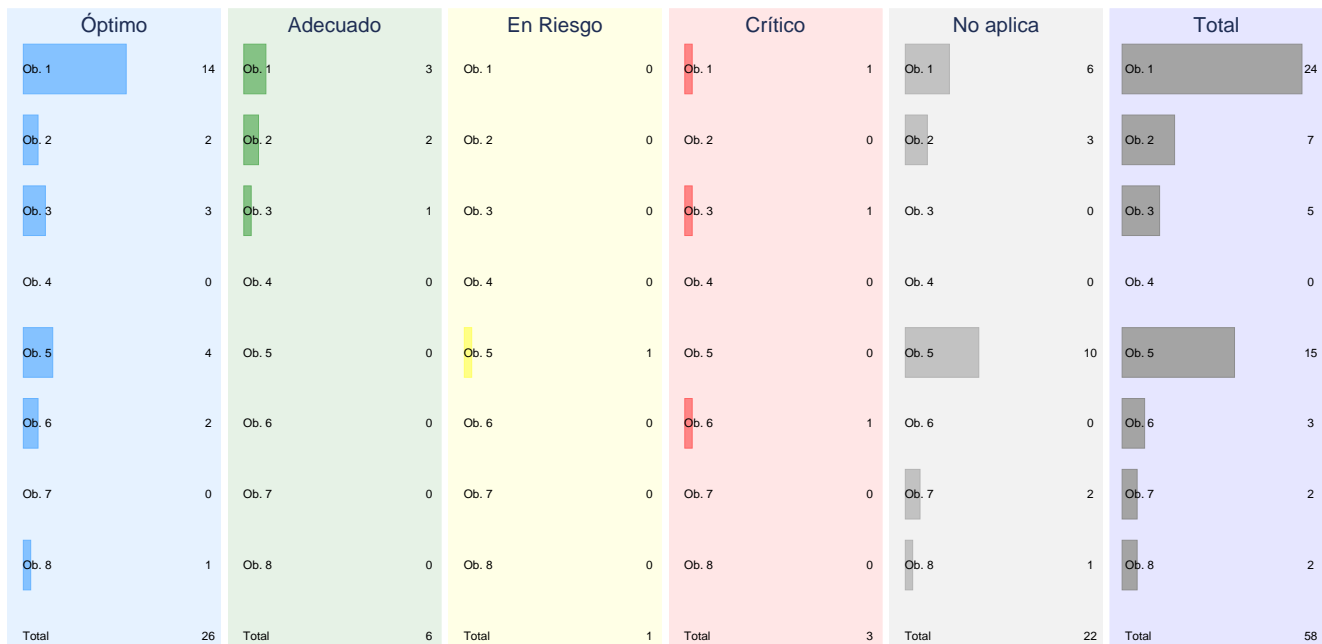 Óptimo Adecuado En Riesgo Crítico No aplica Total
Ob. 1 14 Ob. 1 3 Ob. 1 0 Ob. 1 1 Ob. 1 6 Ob. 1 24
Ob. 2 2 Ob. 2 2 Ob. 2 0 Ob. 2 0 Ob. 2 3 Ob. 2 7
Ob. 3 3 Ob. 3 1 Ob. 3 0 Ob. 3 1 Ob. 3 0 Ob. 3 5
Ob. 4 0 Ob. 4 0 Ob. 4 0 Ob. 4 0 Ob. 4 0 Ob. 4 0
Ob. 5 4 Ob. 5 0 Ob. 5 1 Ob. 5 0 Ob. 5 10 Ob. 5 15
Ob. 6 2 Ob. 6 0 Ob. 6 0 Ob. 6 1 Ob. 6 0 Ob. 6 3
Ob. 7 0 Ob. 7 0 Ob. 7 0 Ob. 7 0 Ob. 7 2 Ob. 7 2
Ob. 8 1 Ob. 8 0 Ob. 8 0 Ob. 8 0 Ob. 8 1 Ob. 8 2
Total 26 Total 6 Total 1 Total 3 Total 22 Total 58